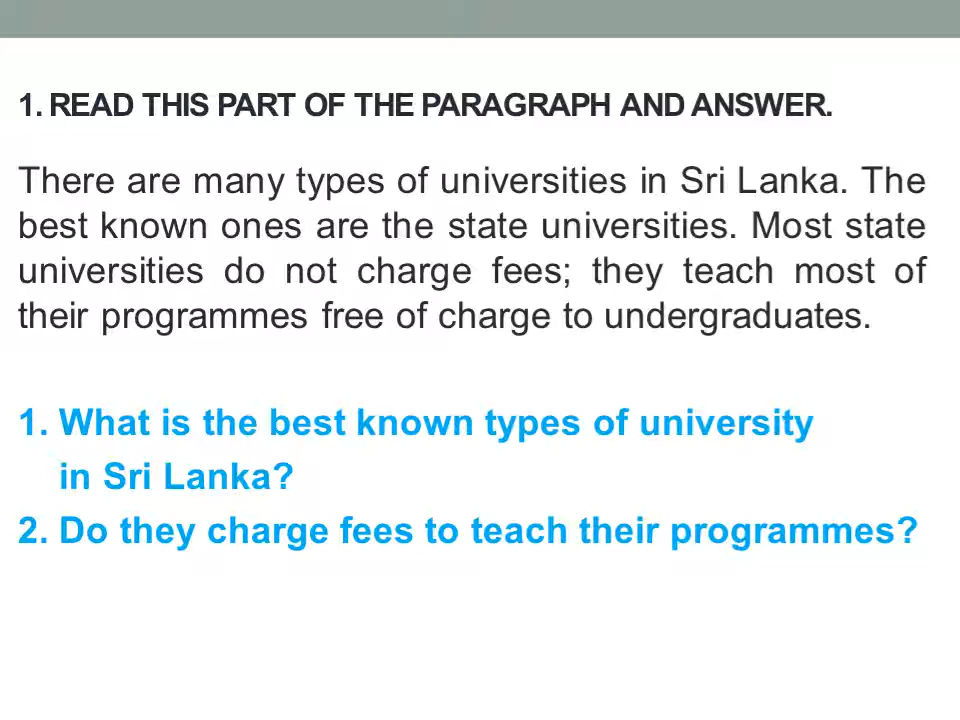 1. READ THIS PART OF THE PARAGRAPH AND ANSWER.
There are many types of universities in Sri Lanka. The
best known ones are the state universities. Most state
universities do not charge fees; they teach most of
their programmes free of charge to undergraduates.
1. What is the best known types of university
in Sri Lanka?
2. Do they charge fees to teach their programmes?